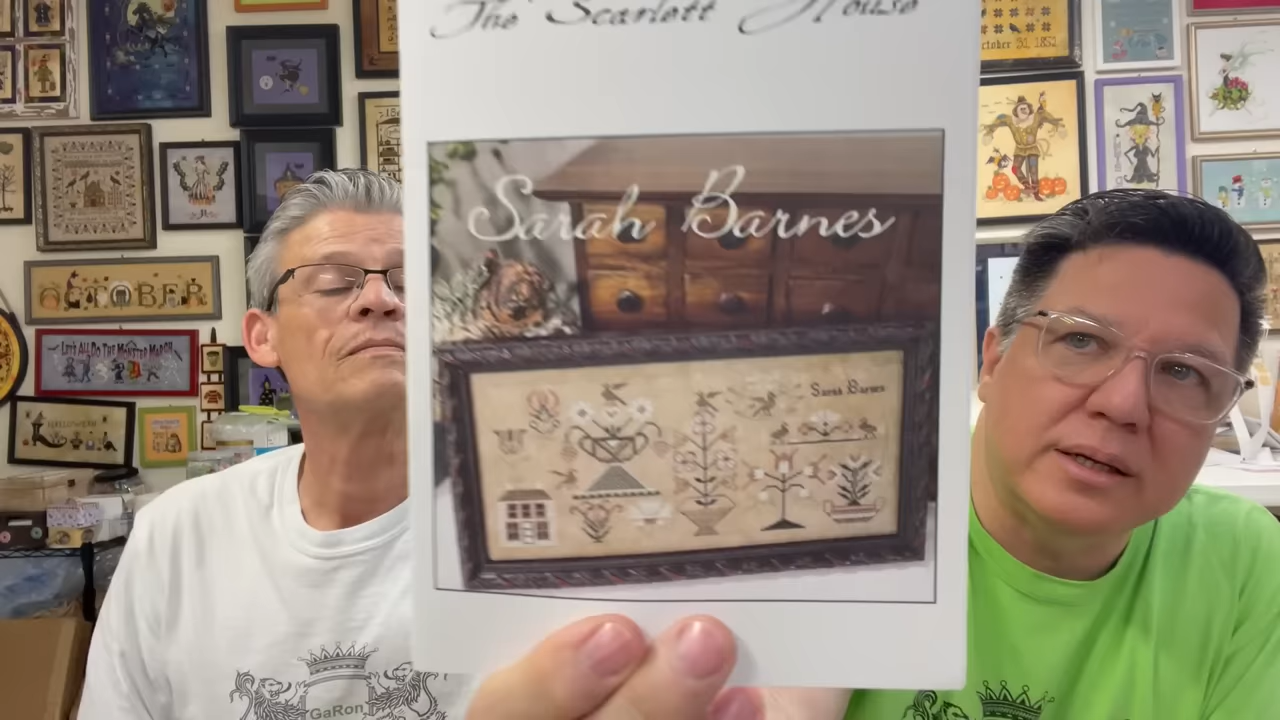 The Scarlett House
Sarah Barnes
Sarah Barnes
October 31, 1852
OCTOBER
LET'S ALL DO THE MONSTER MARCH
HALLOWEEN
GaRon